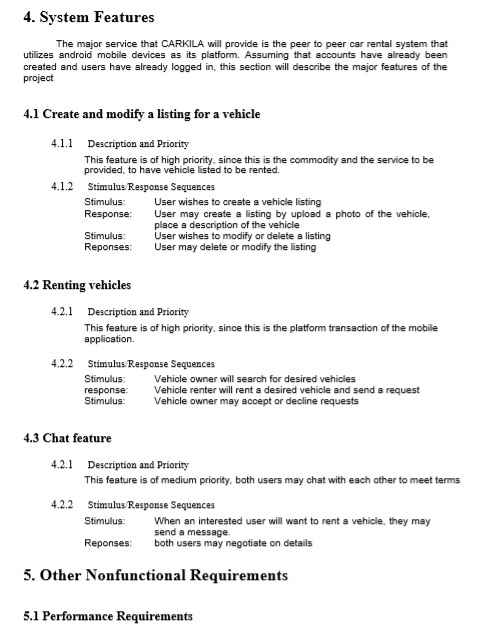 4. System Features
The major service that CARKILA will provide is the peer to peer car rental system that
utilizes android mobile devices as its platform. Assuming that accounts have already been
created and users have already logged in, this section will describe the major features of the
project
4.1 Create and modify a listing for a vehicle
4.1.1 Description and Priority
This feature is of high priority, since this is the commodity and the service to be
provided, to have vehicle listed to be rented.
4.1.2 Stimulus/Response Sequences
Stimulus: User wishes to create a vehicle listing
Response: User may create a listing by upload a photo of the vehicle,
place a description of the vehicle
Stimulus: User wishes to modify or delete a listing
Reponses: User may delete or modify the listing
4.2 Renting vehicles
4.2.1 Description and Priority
This feature is of high priority, since this is the platform transaction of the mobile
application.
4.2.2 Stimulus/Response Sequences
Stimulus: Vehicle owner will search for desired vehicles
response: Vehicle renter will rent a desired vehicle and send a request
Stimulus: Vehicle owner may accept or decline requests
4.3 Chat feature
4.2.1 Description and Priority
This feature is of medium priority, both users may chat with each other to meet terms
4.2.2 Stimulus/Response Sequences
Stimulus: When an interested user will want to rent a vehicle, they may
send a message.
Reponses: both users may negotiate on details
5. Other Nonfunctional Requirements
5.1 Performance Requirements